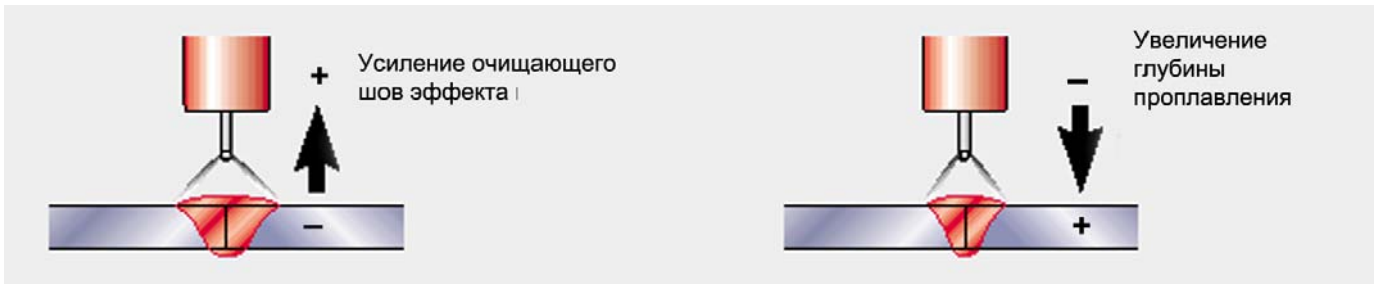 +
Усиление очищающего
шов эффекта
–
–
Увеличение
глубины
проплавления
+